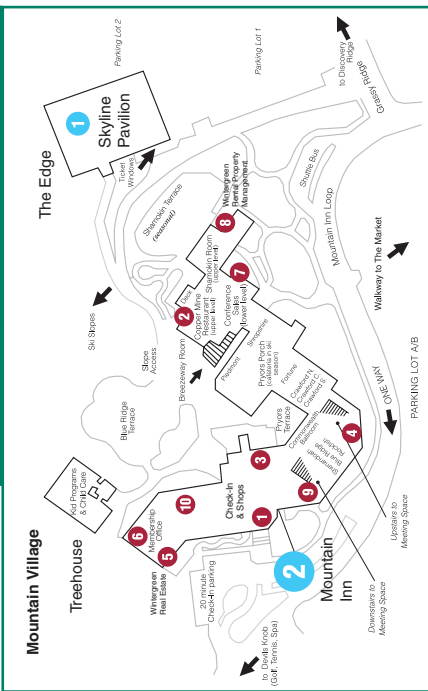 Mountain Village
Treehouse
Kid Programs
& Child Care
The Edge
1
Skyline
Pavilion
Parking Lot 2
Parking Lot 1
Ticket
Windows
Ski Slopes
Slope
Access
Blue Ridge
Terrace
Shamokin Terrace
(seasonal)
to Discovery
Ridge
Grassy Ridge
Shuttle Bus
Mountain Inn Loop
Walkway to The Market
Wintergreen
Rental Property
Management
8
7
2
Deck
Copper Mine
Restaurant
(upper level)
Shamokin Room
(upper level)
Conference
Sales
(lower level)
Breezeway Room
Piedmont
Shropshire
Pryors Porch
(cafeteria in ski
season)
Fortune
Crawford N.
Crawford C.
Crawford S.
Pryors
Terrace
Commonwealth
Ballroom
Shenandoah
Blue Ridge
Rockfish
4
9
3
1
10
Check-In
& Shops
6
Membership
Office
5
Wintergreen
Real Estate
20 minute
Check-In parking
2
Mountain
Inn
to Devils Knob
(Golf, Tennis, Spa)
Downstairs to
Meeting Space
Upstairs to
Meeting Space
ONE WAY
PARKING LOT A/B